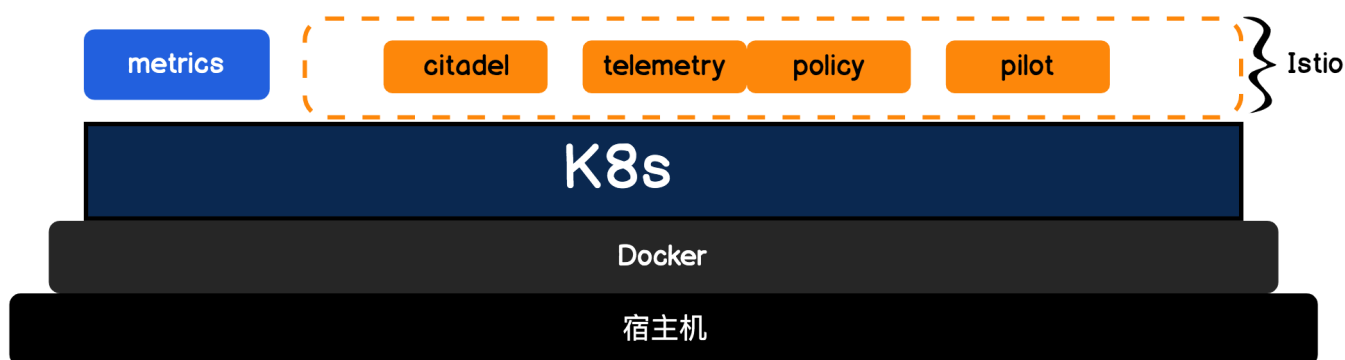 metrics
citadel
telemetry
policy
pilot
Istio
K8s
Docker
宿主机